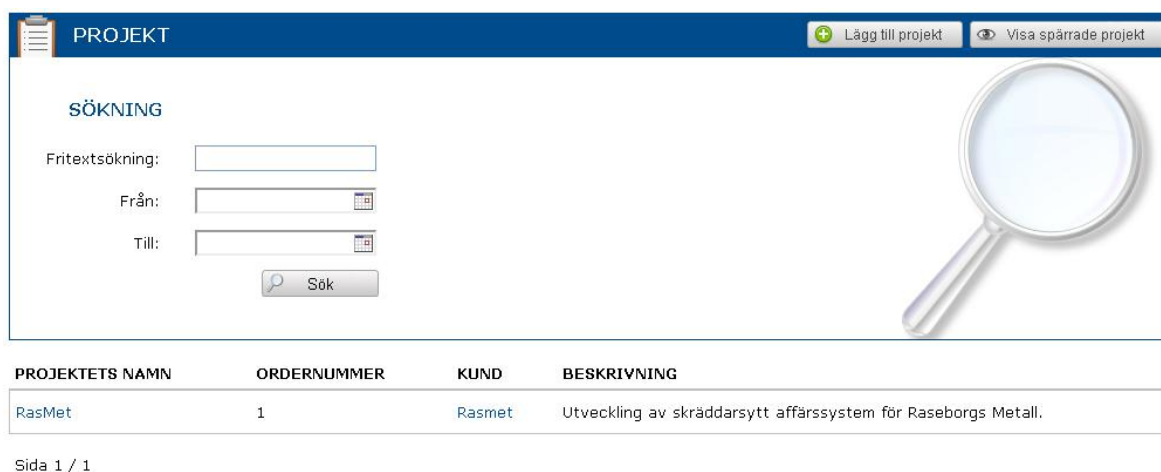 PROJEKT Lägg till projekt Visa spärrade projekt
SÖKNING
Fritextsökning:
Från:
Till:
Sök
PROJEKTETS NAMN ORDERNUMMER KUND BESKRIVNING
RasMet 1 Rasmet Utveckling av skräddarsytt affärssystem för Raseborgs Metall.
Sida 1 / 1